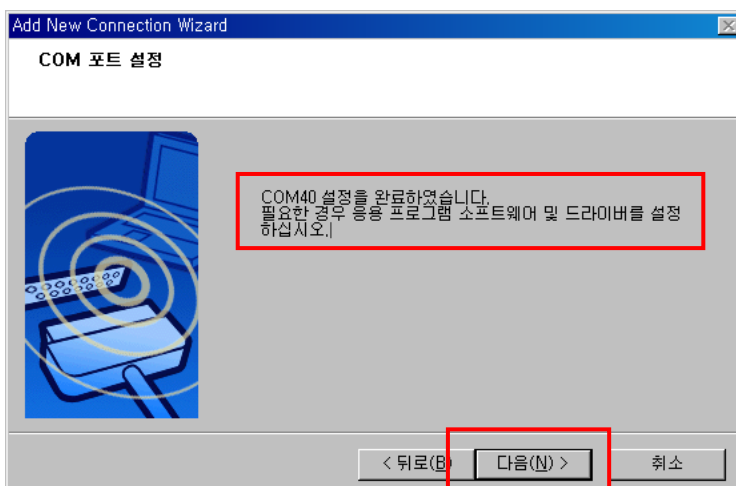 Add New Connection Wizard
COM 포트 설정
COM40 설정을 완료하였습니다.
필요한 경우 응용 프로그램 소프트웨어 및 드라이버를 설정
하십시오.
< 뒤로(B)
다음(N) >
취소